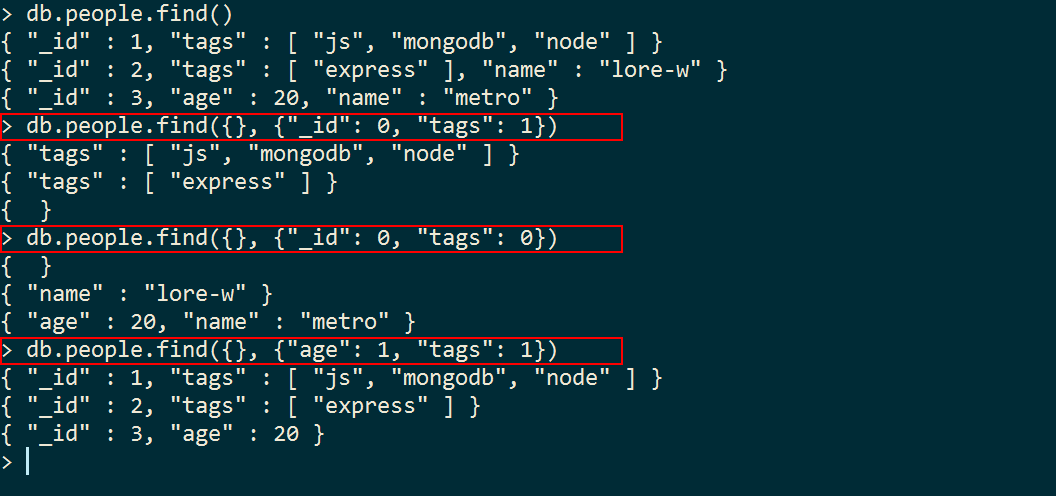 > db.people.find()
{ "_id" : 1, "tags" : [ "js", "mongodb", "node" ] }
{ "_id" : 2, "tags" : [ "express" ], "name" : "lore-w" }
{ "_id" : 3, "age" : 20, "name" : "metro" }
> db.people.find({}, {"_id": 0, "tags": 1})
{ "tags" : [ "js", "mongodb", "node" ] }
{ "tags" : [ "express" ] }
{  }
> db.people.find({}, {"_id": 0, "tags": 0})
{  }
{ "name" : "lore-w" }
{ "age" : 20, "name" : "metro" }
> db.people.find({}, {"age": 1, "tags": 1})
{ "_id" : 1, "tags" : [ "js", "mongodb", "node" ] }
{ "_id" : 2, "tags" : [ "express" ] }
{ "_id" : 3, "age" : 20 }
>